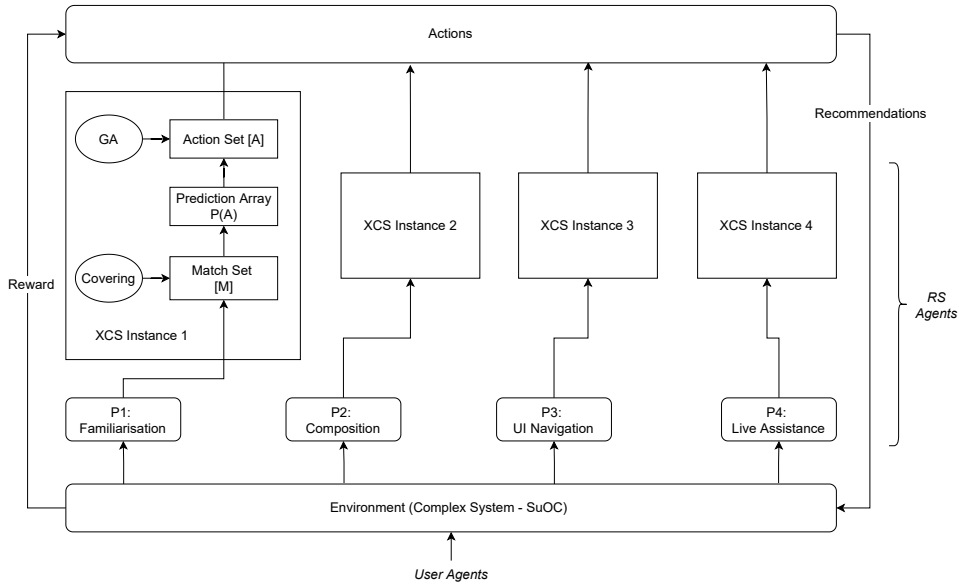 Actions
Recommendations
GA
Action Set [A]
Prediction Array
P(A)
Covering
Match Set
[M]
XCS Instance 1
XCS Instance 2
XCS Instance 3
XCS Instance 4
Reward
RS
Agents
P1:
Familiarisation
P2:
Composition
P3:
UI Navigation
P4:
Live Assistance
Environment (Complex System - SuOC)
User Agents